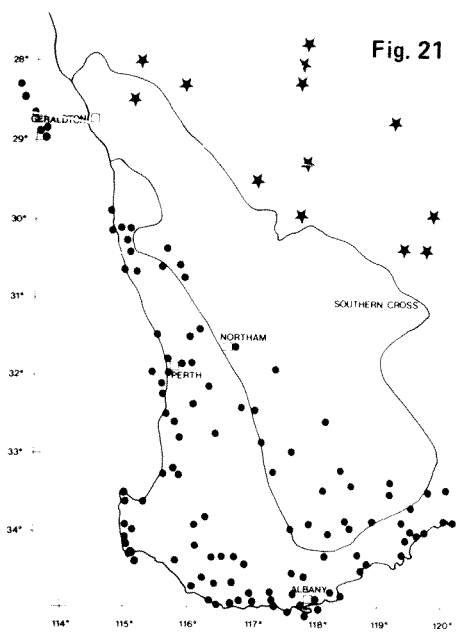 Fig. 21
28°
GERALDTON
29°
30°
31°
SOUTHERN CROSS
NORTHAM
32°
PERTH
33°
34°
ALBANY
114°
115°
116°
117°
118°
119°
120°